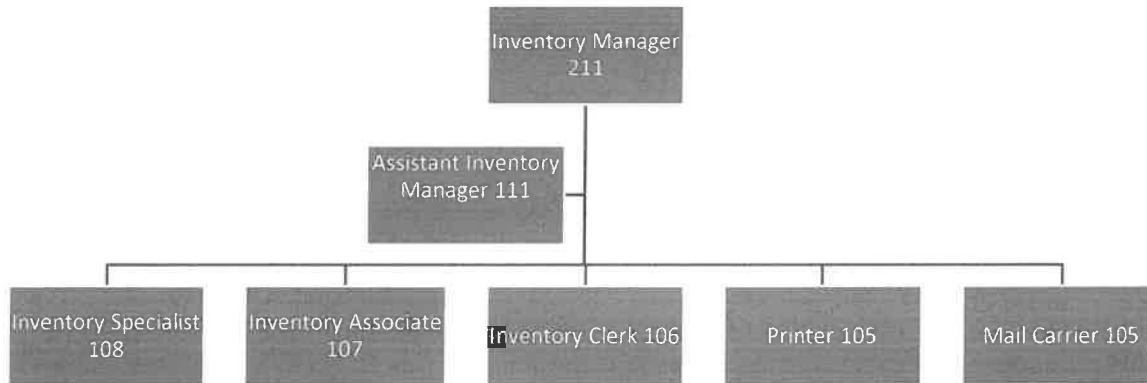 Inventory Manager
211
Assistant Inventory
Manager 111
Inventory Specialist
108
Inventory Associate
107
Inventory Clerk 106
Printer 105
Mail Carrier 105